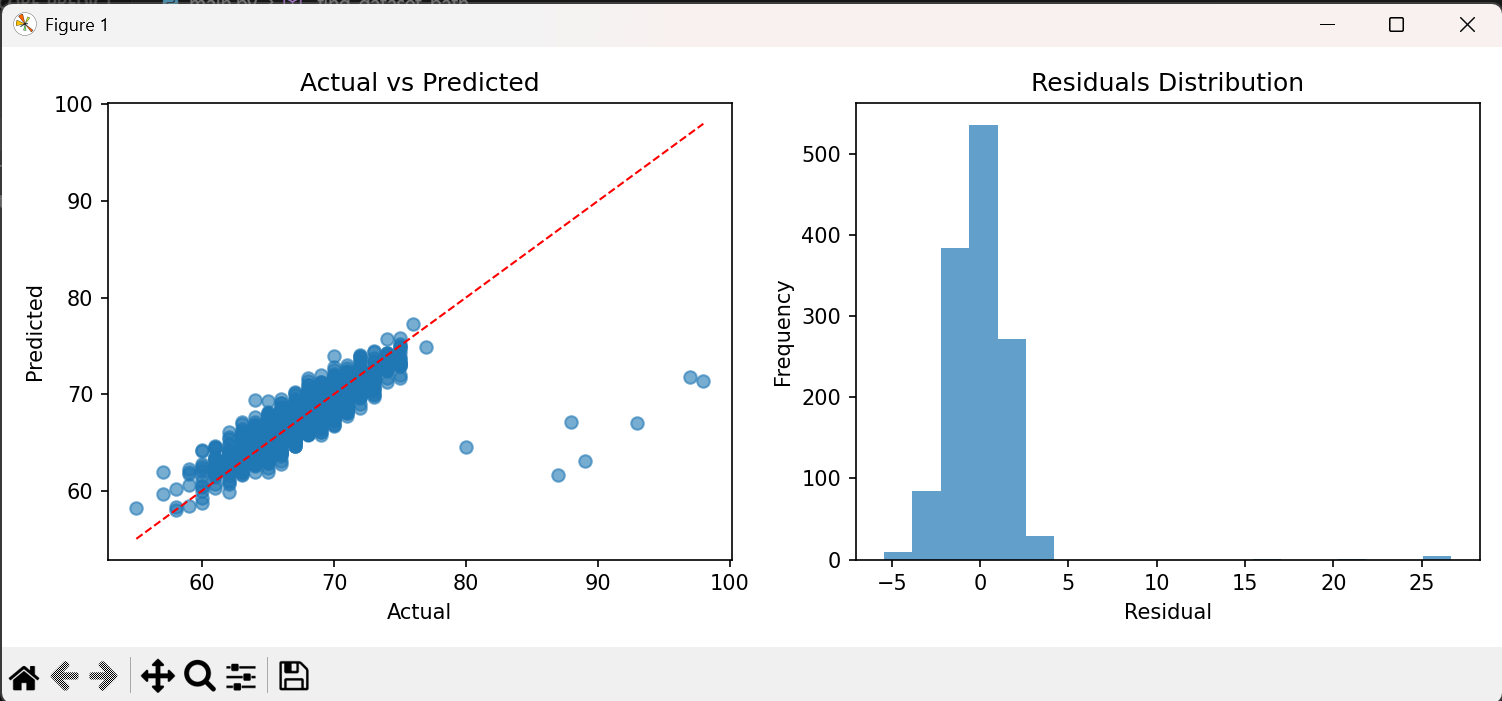 Figure 1
Actual vs Predicted
100
90
80
70
60
Predicted
60 70 80 90 100
Actual
Residuals Distribution
500
400
300
200
100
0
Frequency
−5 0 5 10 15 20 25
Residual